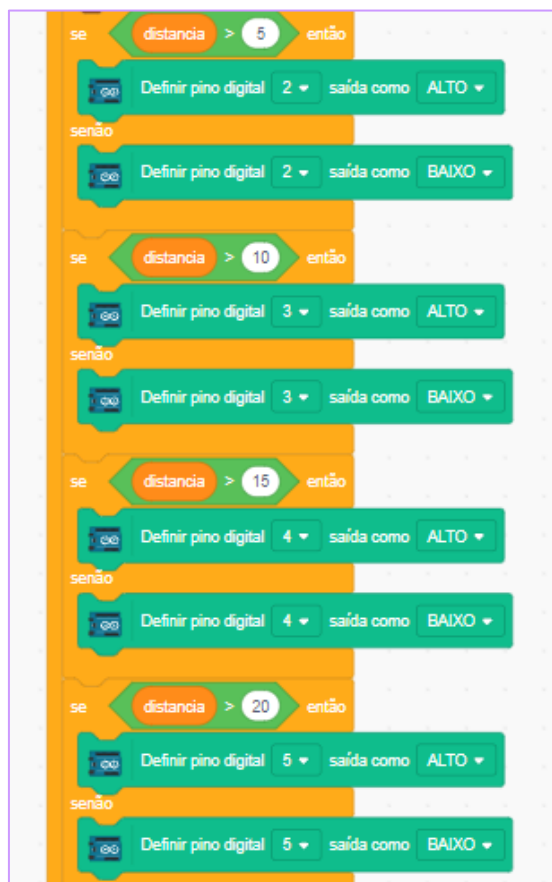 se distancia > 5 então
Definir pino digital 2 saída como ALTO
senão
Definir pino digital 2 saída como BAIXO
se distancia > 10 então
Definir pino digital 3 saída como ALTO
senão
Definir pino digital 3 saída como BAIXO
se distancia > 15 então
Definir pino digital 4 saída como ALTO
senão
Definir pino digital 4 saída como BAIXO
se distancia > 20 então
Definir pino digital 5 saída como ALTO
senão
Definir pino digital 5 saída como BAIXO